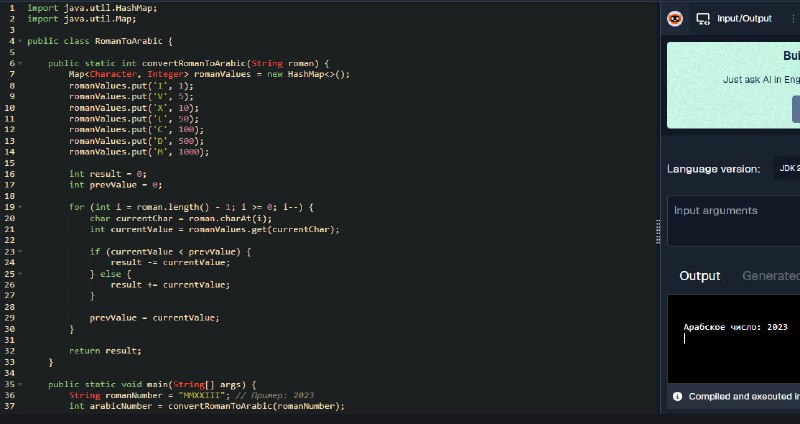 1 import java.util.HashMap;
2 import java.util.Map;
3
4 public class RomanToArabic {
5
6     public static int convertRomanToArabic(String roman) {
7         Map<Character, Integer> romanValues = new HashMap<>();
8         romanValues.put('I', 1);
9         romanValues.put('V', 5);
10         romanValues.put('X', 10);
11         romanValues.put('L', 50);
12         romanValues.put('C', 100);
13         romanValues.put('D', 500);
14         romanValues.put('M', 1000);
15
16         int result = 0;
17         int prevValue = 0;
18
19         for (int i = roman.length() - 1; i >= 0; i--) {
20             char currentChar = roman.charAt(i);
21             int currentValue = romanValues.get(currentChar);
22
23             if (currentValue < prevValue) {
24                 result -= currentValue;
25             } else {
26                 result += currentValue;
27             }
28
29             prevValue = currentValue;
30         }
31
32         return result;
33     }
34
35     public static void main(String[] args) {
36         String romanNumber = "MMXXIII"; // Пример: 2023
37         int arabicNumber = convertRomanToArabic(romanNumber);
Input/Output
Bui
Just ask AI in Eng
Language version:
JDK 2
Input arguments
Output Generated
Арабское число: 2023
Compiled and executed in